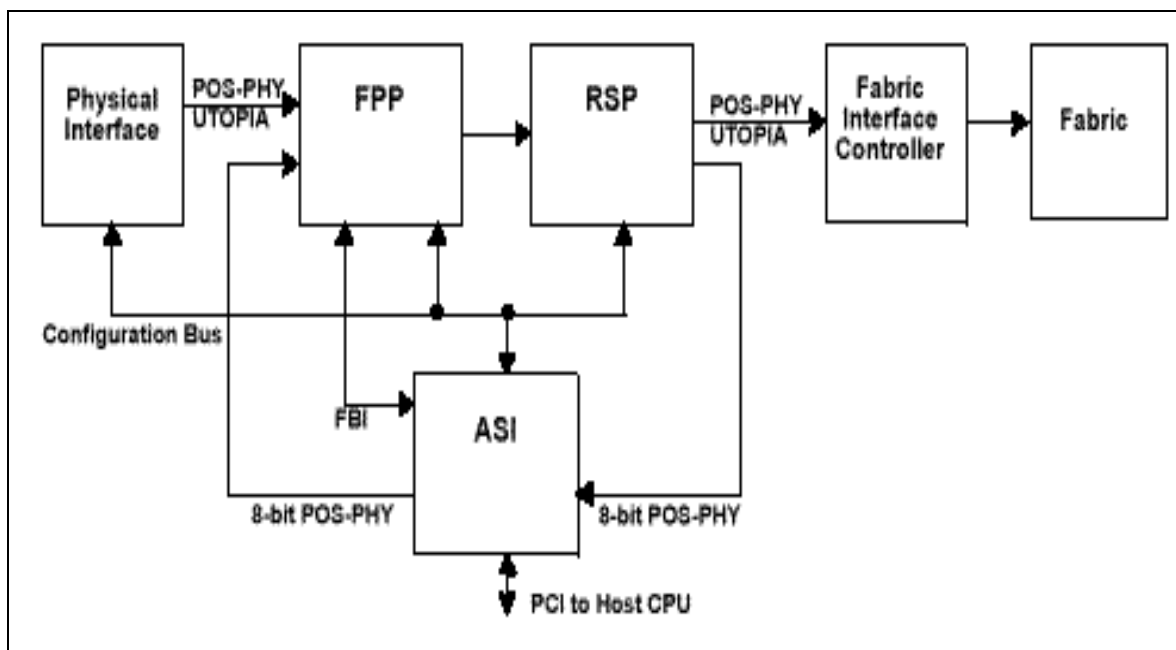 Physical
Interface
POS-PHY
UTOPIA
FPP
RSP
POS-PHY
UTOPIA
Fabric
Interface
Controller
Fabric
Configuration Bus
FBI
ASI
8-bit POS-PHY
8-bit POS-PHY
PCI to Host CPU